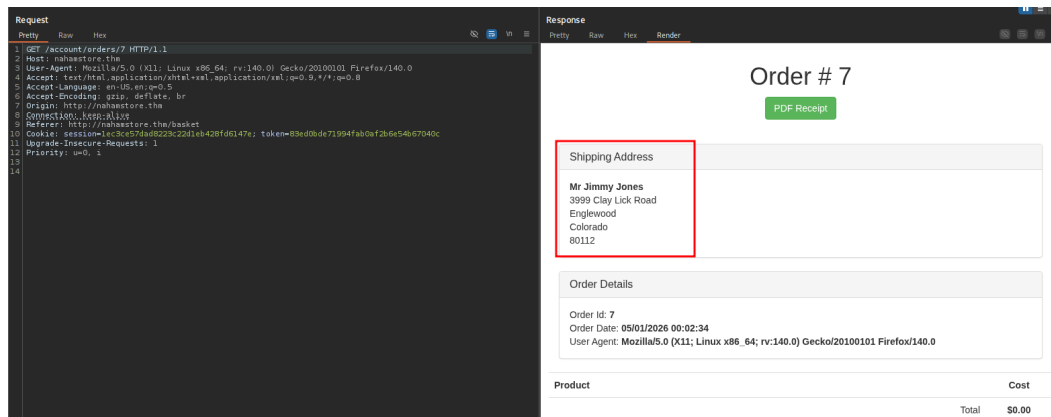 Request
Pretty Raw Hex
1 GET /account/orders/7 HTTP/1.1
2 Host: nahamstore.thm
3 User-Agent: Mozilla/5.0 (X11; Linux x86_64; rv:140.0) Gecko/20100101 Firefox/140.0
4 Accept: text/html,application/xhtml+xml,application/xml;q=0.9,*/*;q=0.8
5 Accept-Language: en-US,en;q=0.5
6 Accept-Encoding: gzip, deflate, br
7 Origin: http://nahamstore.thm
8 Connection: keep-alive
9 Referer: http://nahamstore.thm/basket
10 Cookie: session=1ec3ce57dad8223c22d1eb428fd6147e; token=83ed0bde71994fab0af2b6e54b67040c
11 Upgrade-Insecure-Requests: 1
12 Priority: u=0, i
13
14
Response
Pretty Raw Hex Render
Order # 7
PDF Receipt
Shipping Address
Mr Jimmy Jones
3999 Clay Lick Road
Englewood
Colorado
80112
Order Details
Order Id: 7
Order Date: 05/01/2026 00:02:34
User Agent: Mozilla/5.0 (X11; Linux x86_64; rv:140.0) Gecko/20100101 Firefox/140.0
Product Cost
Total $0.00